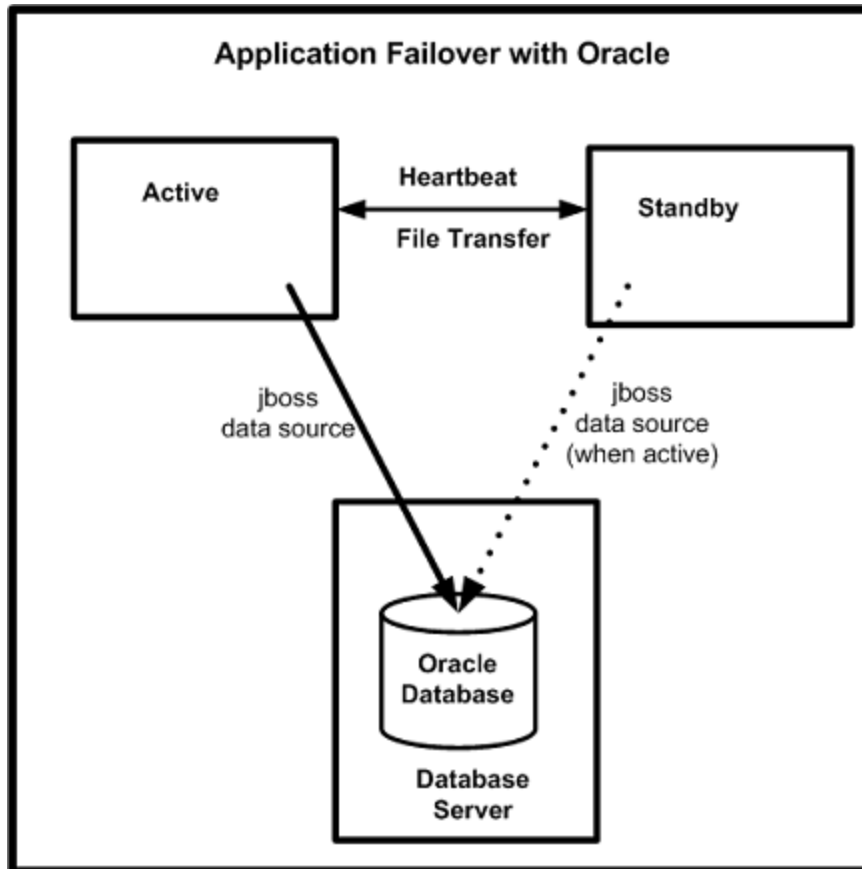 Application Failover with Oracle
Active
Heartbeat
File Transfer
Standby
jboss
data source
jboss
data source
(when active)
Oracle
Database
Database
Server